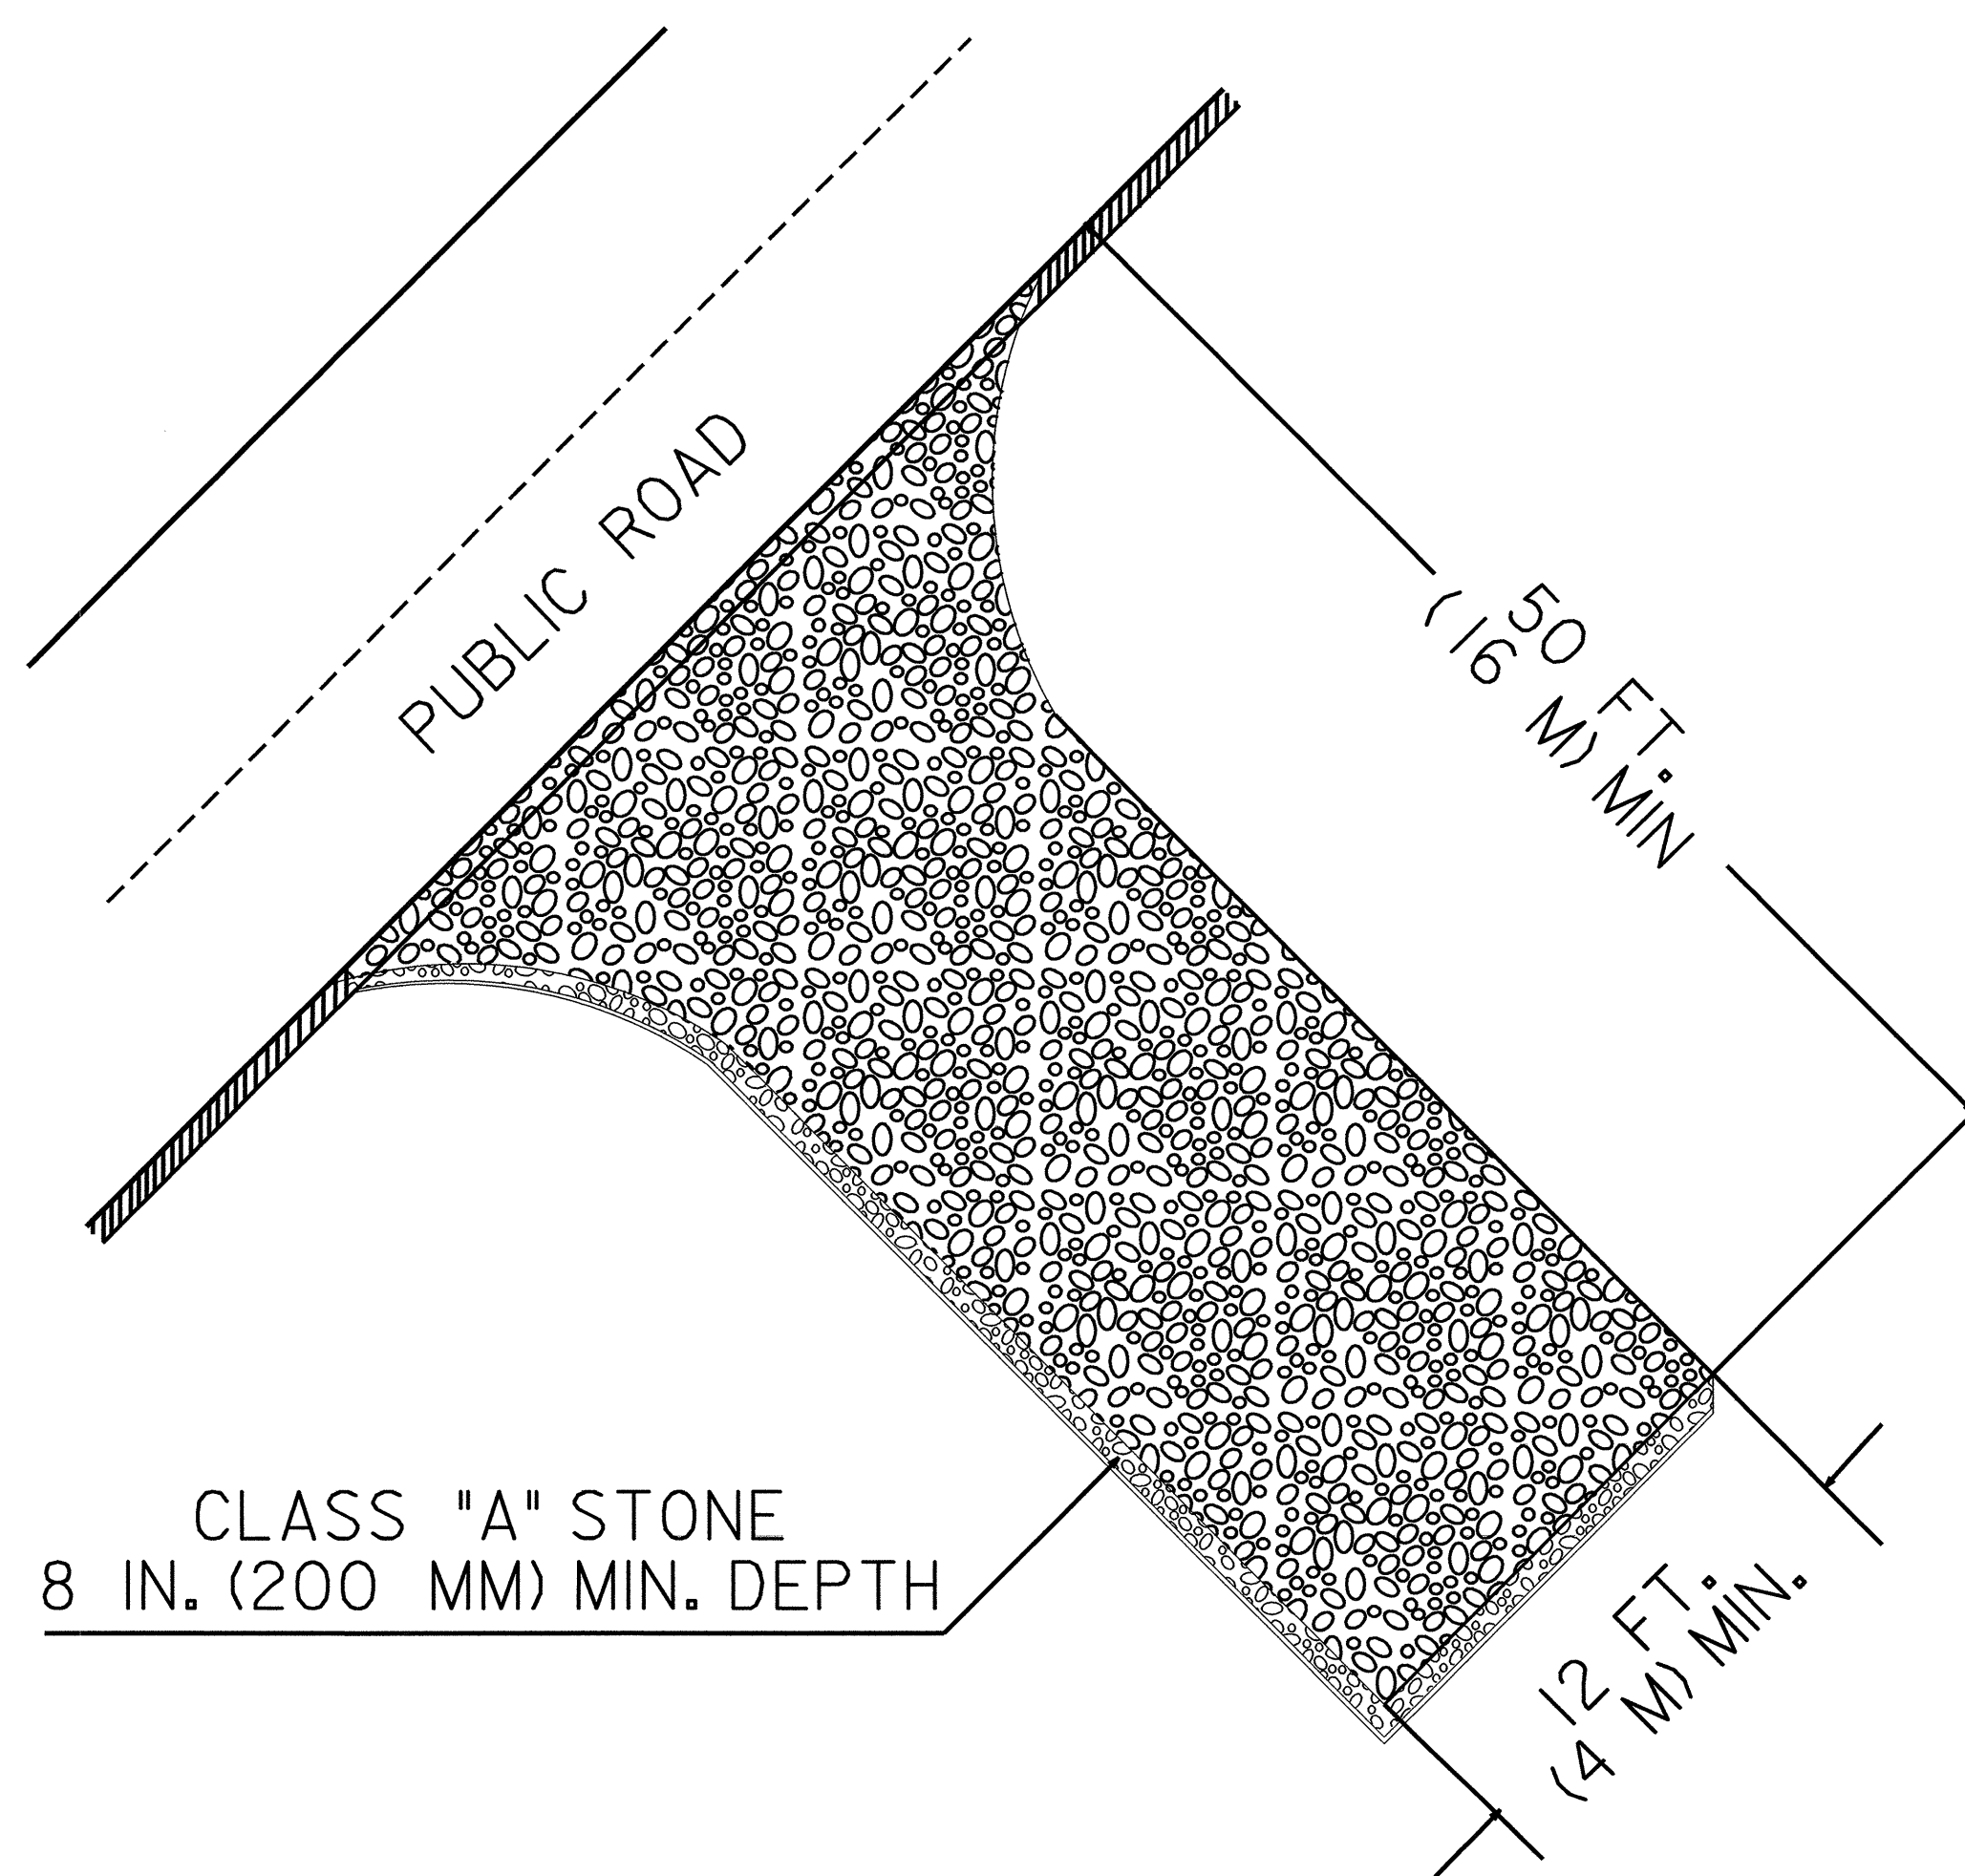 PUBLIC ROAD
50 FT.
(16 M) MIN
CLASS "A" STONE
8 IN. (200 MM) MIN. DEPTH
12 FT.
(4 M) MIN.